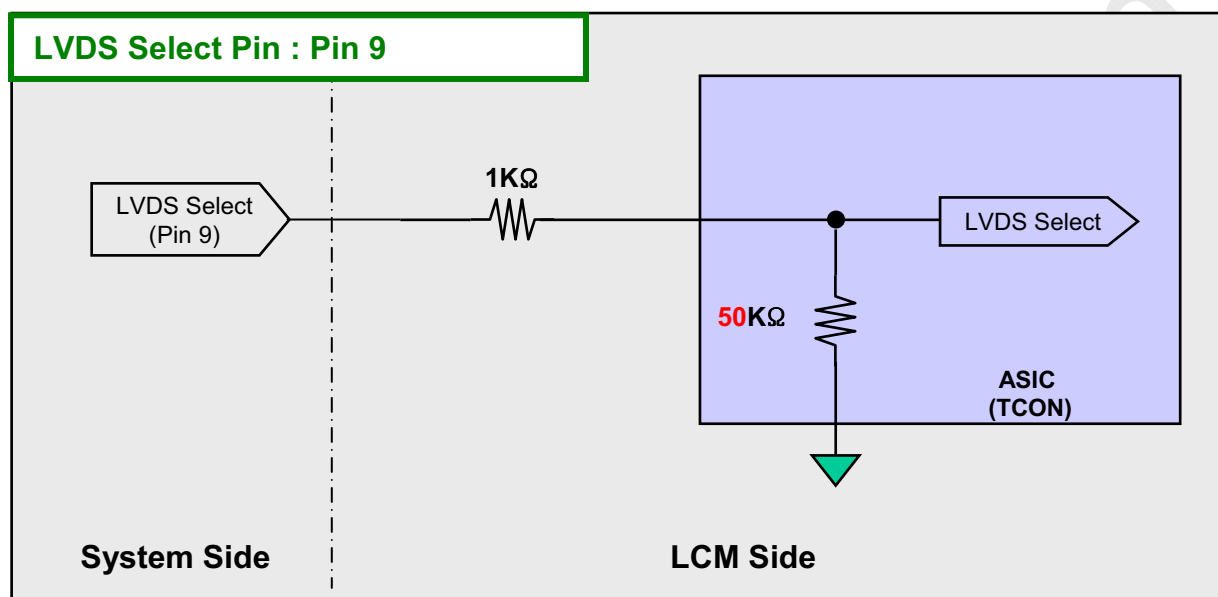 LVDS Select Pin : Pin 9
1KΩ
LVDS Select
(Pin 9)
LVDS Select
50KΩ
ASIC
(TCON)
System Side
LCM Side